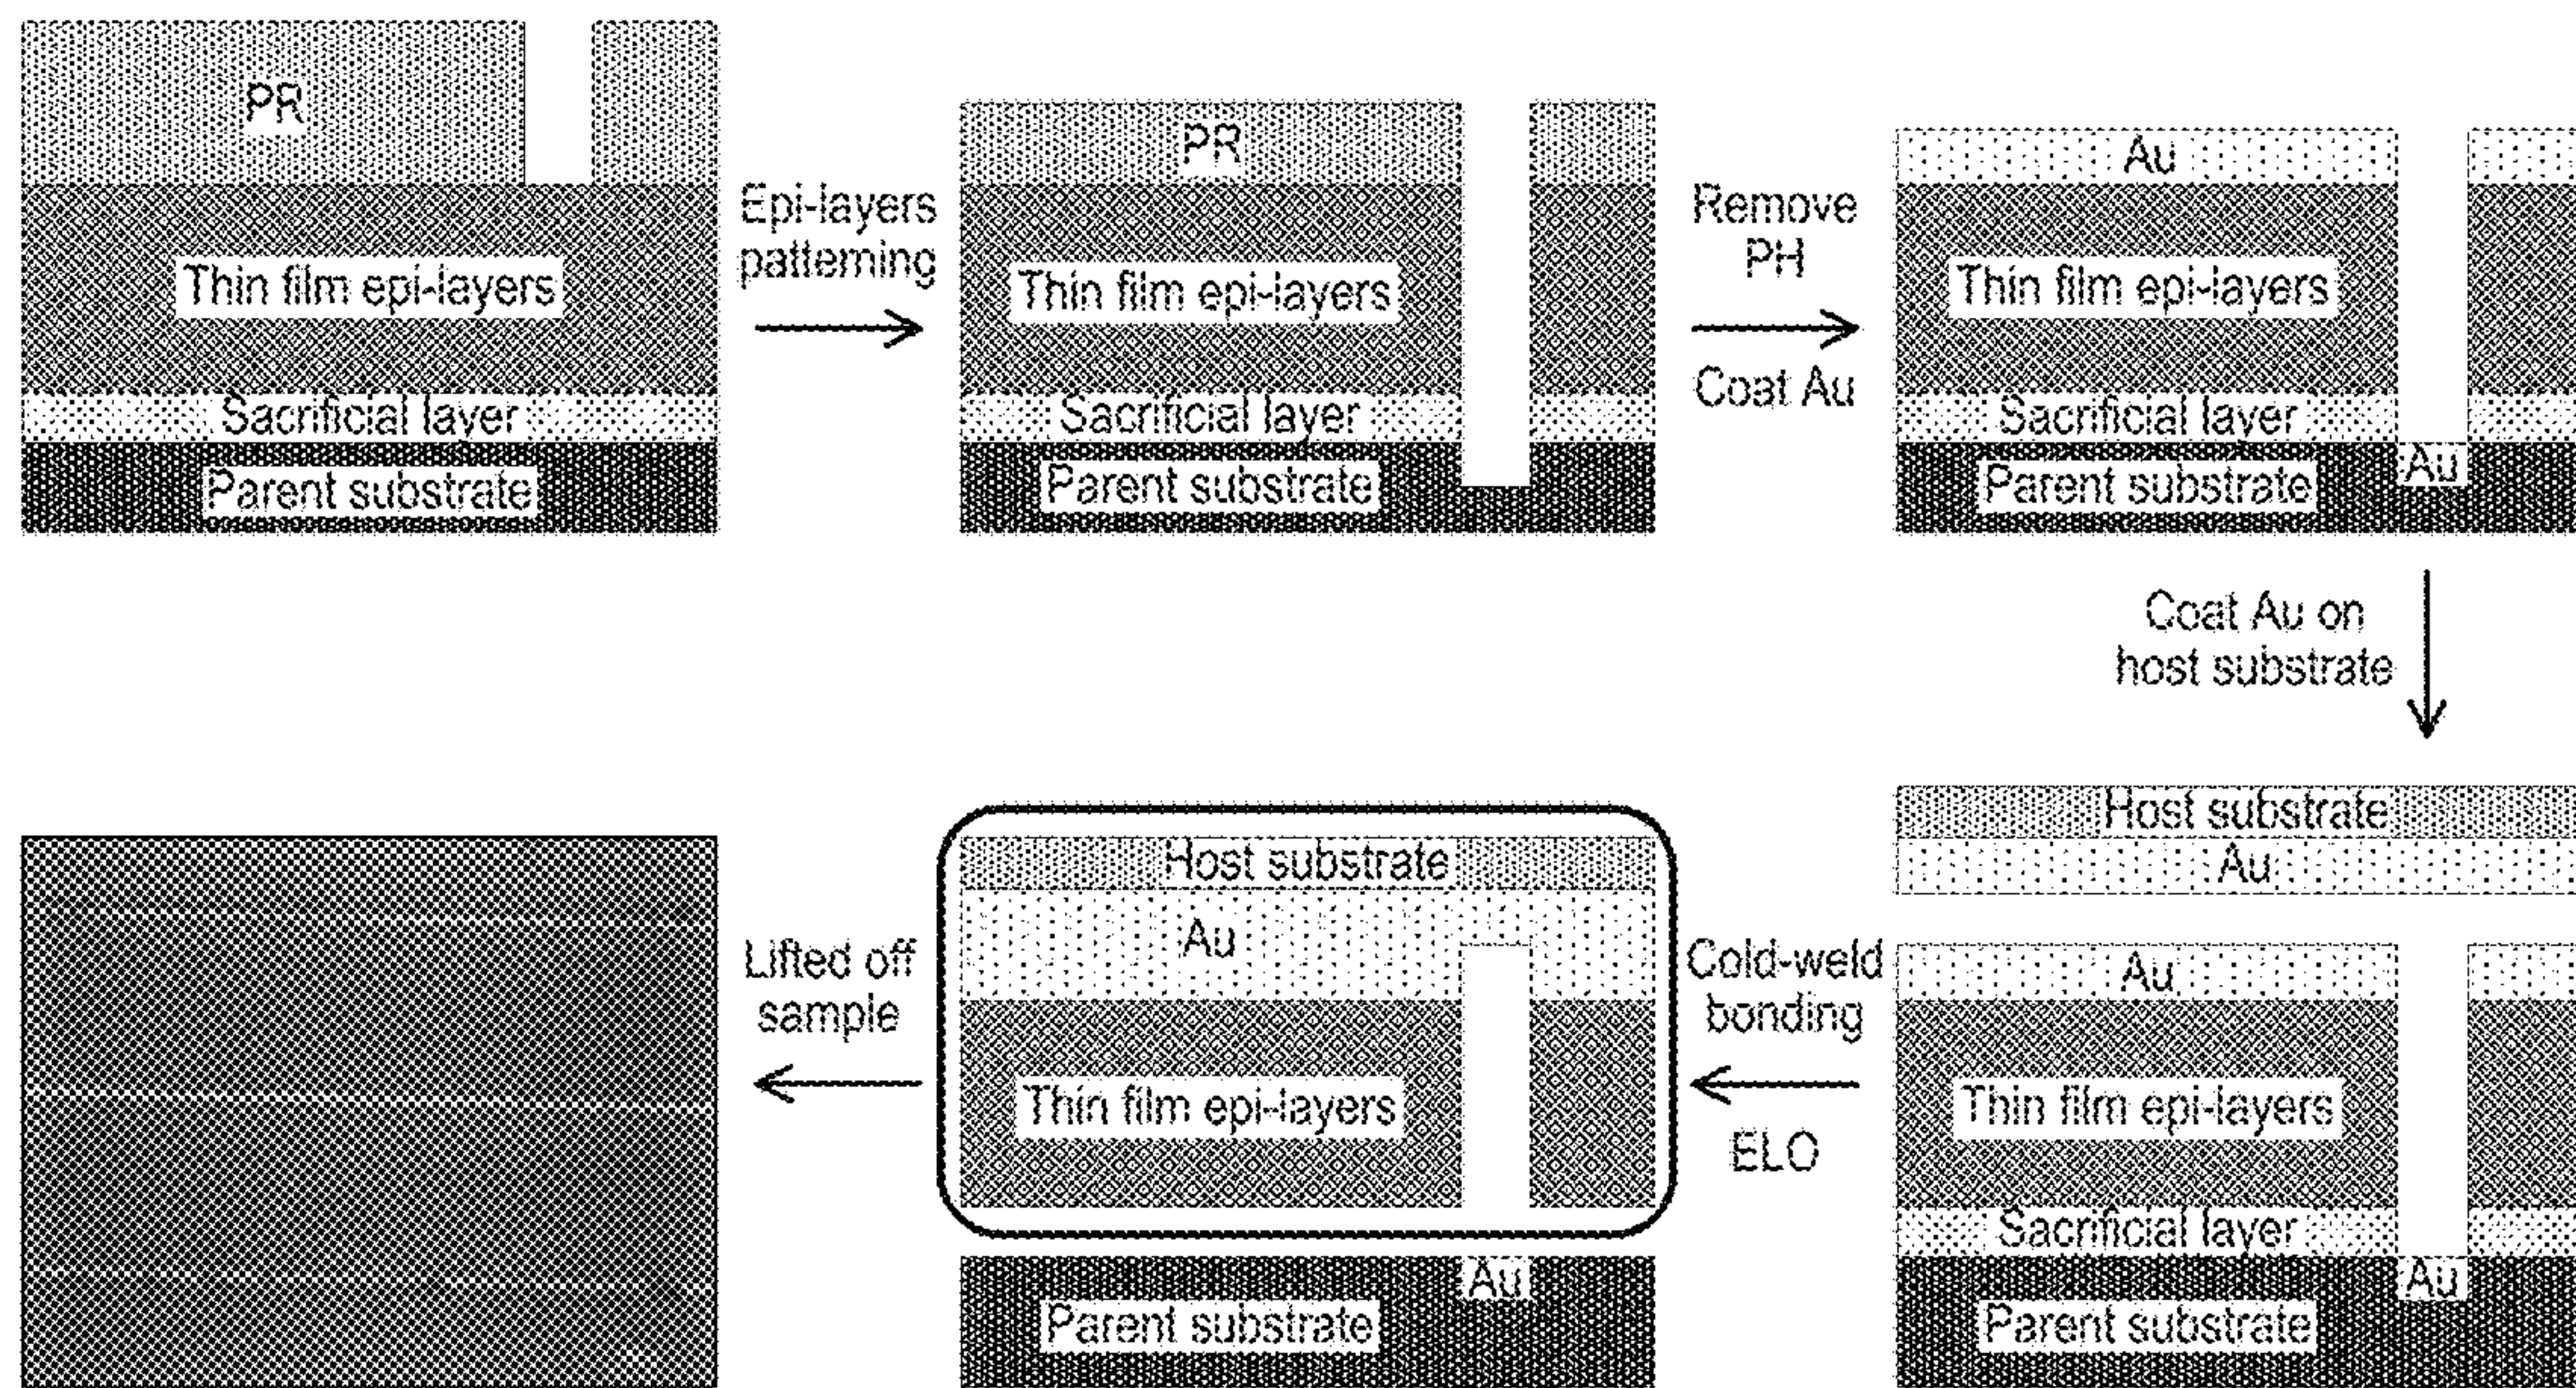 PR
Thin film epi-layers
Sacrificial layer
Parent substrate
Epi-layers
patterning
PR
Thin film epi-layers
Sacrificial layer
Parent substrate
Remove
PH
Coat Au
Au
Thin film epi-layers
Sacrificial layer
Au
Parent substrate
Coat Au on
host substrate
Host substrate
Au
Au
Thin film epi-layers
Sacrificial layer
Au
Parent substrate
Cold-weld
bonding
ELO
Host substrate
Au
Thin film epi-layers
Au
Parent substrate
Lifted off
sample